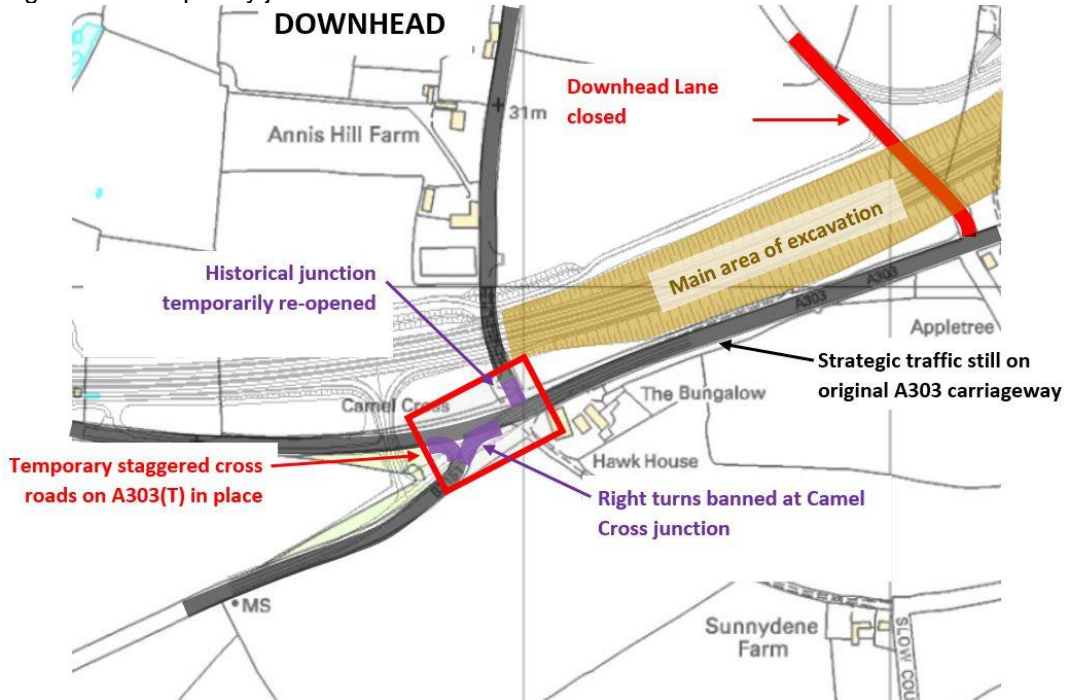 DOWNHEAD
Downhead Lane
closed
31m
Annis Hill Farm
Main area of excavation
Historical junction
temporarily re-opened
A303
A303
Appletree
Strategic traffic still on
original A303 carriageway
Camel Cross
The Bungalow
Hawk House
Temporary staggered cross
roads on A303(T) in place
Right turns banned at Camel
Cross junction
MS
Sunnydene
Farm
SLOW COU